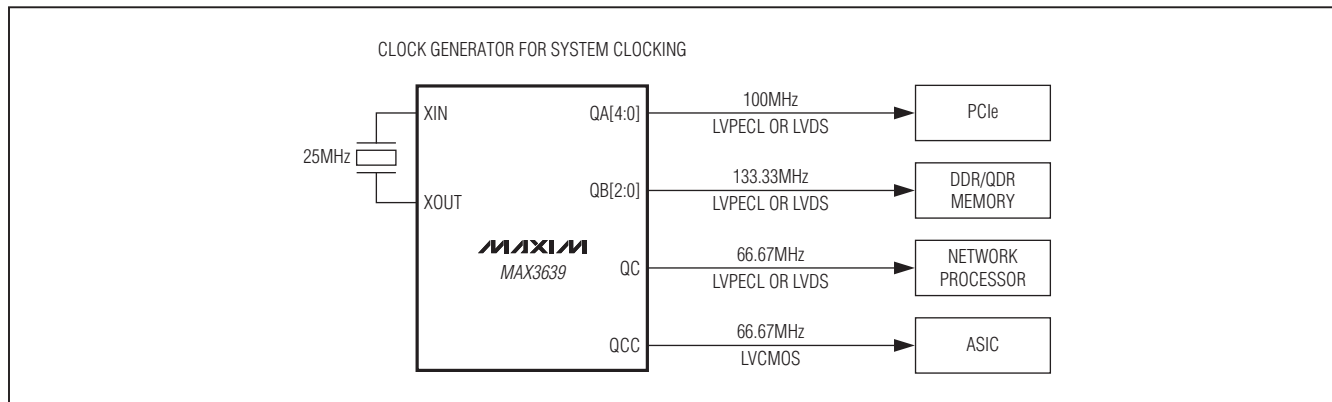 CLOCK GENERATOR FOR SYSTEM CLOCKING
XIN
25MHz
XOUT
MAXIM
MAX3639
QA[4:0]
100MHz
LVPECL OR LVDS
PCIe
QB[2:0]
133.33MHz
LVPECL OR LVDS
DDR/QDR
MEMORY
QC
66.67MHz
LVPECL OR LVDS
NETWORK
PROCESSOR
QCC
66.67MHz
LVCMOS
ASIC